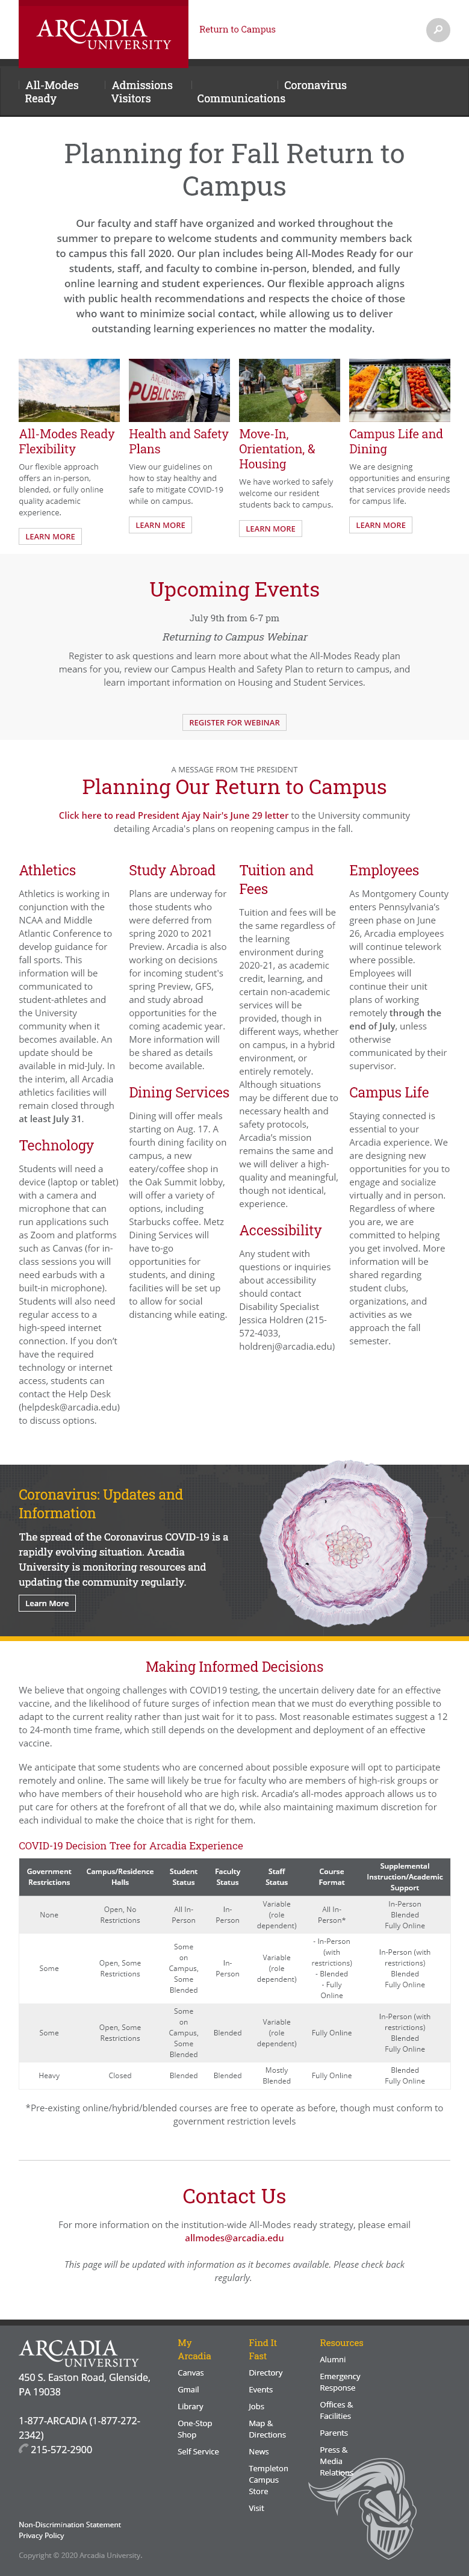 ARCADIA
UNIVERSITY
Return to Campus
All-Modes
Ready
Admissions
Visitors
Communications
Coronavirus
Planning for Fall Return to
Campus
Our faculty and staff have organized and worked throughout the
summer to prepare to welcome students and community members back
to campus this fall 2020. Our plan includes being All-Modes Ready for our
students, staff, and faculty to combine in-person, blended, and fully
online learning and student experiences. Our flexible approach aligns
with public health recommendations and respects the choice of those
who want to minimize social contact, while allowing us to deliver
outstanding learning experiences no matter the modality.
PUBLIC SAFETY
All-Modes Ready
Flexibility
Our flexible approach
offers an in-person,
blended, or fully online
quality academic
experience.
LEARN MORE
Health and Safety
Plans
View our guidelines on
how to stay healthy and
safe to mitigate COVID-19
while on campus.
LEARN MORE
Move-In,
Orientation, &
Housing
We have worked to safely
welcome our resident
students back to campus.
LEARN MORE
Campus Life and
Dining
We are designing
opportunities and ensuring
that services provide needs
for campus life.
LEARN MORE
Upcoming Events
July 9th from 6-7 pm
Returning to Campus Webinar
Register to ask questions and learn more about what the All-Modes Ready plan
means for you, review our Campus Health and Safety Plan to return to campus, and
learn important information on Housing and Student Services.
REGISTER FOR WEBINAR
A MESSAGE FROM THE PRESIDENT
Planning Our Return to Campus
Click here to read President Ajay Nair's June 29 letter to the University community
detailing Arcadia's plans on reopening campus in the fall.
Athletics
Athletics is working in
conjunction with the
NCAA and Middle
Atlantic Conference to
develop guidance for
fall sports. This
information will be
communicated to
student-athletes and
the University
community when it
becomes available. An
update should be
available in mid-July. In
the interim, all Arcadia
athletics facilities will
remain closed through
at least July 31.
Technology
Students will need a
device (laptop or tablet)
with a camera and
microphone that can
run applications such
as Zoom and platforms
such as Canvas (for in-
class sessions you will
need earbuds with a
built-in microphone).
Students will also need
regular access to a
high-speed internet
connection. If you don't
have the required
technology or internet
access, students can
contact the Help Desk
(helpdesk@arcadia.edu)
to discuss options.
Study Abroad
Plans are underway for
those students who
were deferred from
spring 2020 to 2021
Preview. Arcadia is also
working on decisions
for incoming student's
spring Preview, GFS,
and study abroad
opportunities for the
coming academic year.
More information will
be shared as details
become available.
Dining Services
Dining will offer meals
starting on Aug. 17. A
fourth dining facility on
campus, a new
eatery/coffee shop in
the Oak Summit lobby,
will offer a variety of
options, including
Starbucks coffee. Metz
Dining Services will
have to-go
opportunities for
students, and dining
facilities will be set up
to allow for social
distancing while eating.
Tuition and
Fees
Tuition and fees will be
the same regardless of
the learning
environment during
2020-21, as academic
credit, learning, and
certain non-academic
services will be
provided, though in
different ways, whether
on campus, in a hybrid
environment, or
entirely remotely.
Although situations
may be different due to
necessary health and
safety protocols,
Arcadia's mission
remains the same and
we will deliver a high-
quality and meaningful,
though not identical,
experience.
Accessibility
Any student with
questions or inquiries
about accessibility
should contact
Disability Specialist
Jessica Holdren (215-
572-4033,
holdrenj@arcadia.edu)
Employees
As Montgomery County
enters Pennsylvania's
green phase on June
26, Arcadia employees
will continue telework
where possible.
Employees will
continue their unit
plans of working
remotely through the
end of July, unless
otherwise
communicated by their
supervisor.
Campus Life
Staying connected is
essential to your
Arcadia experience. We
are designing new
opportunities for you to
engage and socialize
virtually and in person.
Regardless of where
you are, we are
committed to helping
you get involved. More
information will be
shared regarding
student clubs,
organizations, and
activities as we
approach the fall
semester.
Coronavirus: Updates and
Information
The spread of the Coronavirus COVID-19 is a
rapidly evolving situation. Arcadia
University is monitoring resources and
updating the community regularly.
Learn More
Making Informed Decisions
We believe that ongoing challenges with COVID19 testing, the uncertain delivery date for an effective
vaccine, and the likelihood of future surges of infection mean that we must do everything possible to
adapt to the current reality rather than just wait for it to pass. Most reasonable estimates suggest a 12
to 24-month time frame, which still depends on the development and deployment of an effective
vaccine.
We anticipate that some students who are concerned about possible exposure will opt to participate
remotely and online. The same will likely be true for faculty who are members of high-risk groups or
who have members of their households who are high risk. Arcadia's all-modes approach allows us to
put care for others at the forefront of all that we do, while also maintaining maximum discretion for
each individual to make the choice that is right for them.
COVID-19 Decision Tree for Arcadia Experience
Government
Restrictions
Campus/Residence
Halls
Student
Status
Faculty
Status
Staff
Status
Course
Format
Supplemental
Instruction/Academic
Support
None
Open, No
Restrictions
All In-
Person
In-
Person
Variable
(role
dependent)
All In-
Person*
In-Person
Blended
Fully Online
Some
Open, Some
Restrictions
Some
on
Campus,
Some
Blended
In-
Person
Variable
(role
dependent)
- In-Person
(with
restrictions)
- Blended
- Fully
Online
In-Person (with
restrictions)
Blended
Fully Online
Some
Open, Some
Restrictions
Some
on
Campus,
Some
Blended
Blended
Variable
(role
dependent)
Fully Online
In-Person (with
restrictions)
Blended
Fully Online
Heavy
Closed
Blended
Blended
Mostly
Blended
Fully Online
Blended
Fully Online
*Pre-existing online/hybrid/blended courses are free to operate as before, though must conform to
government restriction levels
Contact Us
For more information on the institution-wide All-Modes ready strategy, please email
allmodes@arcadia.edu
This page will be updated with information as it becomes available. Please check back
regularly.
ARCADIA
UNIVERSITY
450 S. Easton Road, Glenside,
PA 19038
1-877-ARCADIA (1-877-272-
2342)
215-572-2900
My
Arcadia
Canvas
Gmail
Library
One-Stop
Shop
Self Service
Find It
Fast
Directory
Events
Jobs
Map &
Directions
News
Templeton
Campus
Store
Visit
Resources
Alumni
Emergency
Response
Offices &
Facilities
Parents
Press &
Media
Relations
Non-Discrimination Statement
Privacy Policy
Copyright © 2020 Arcadia University.